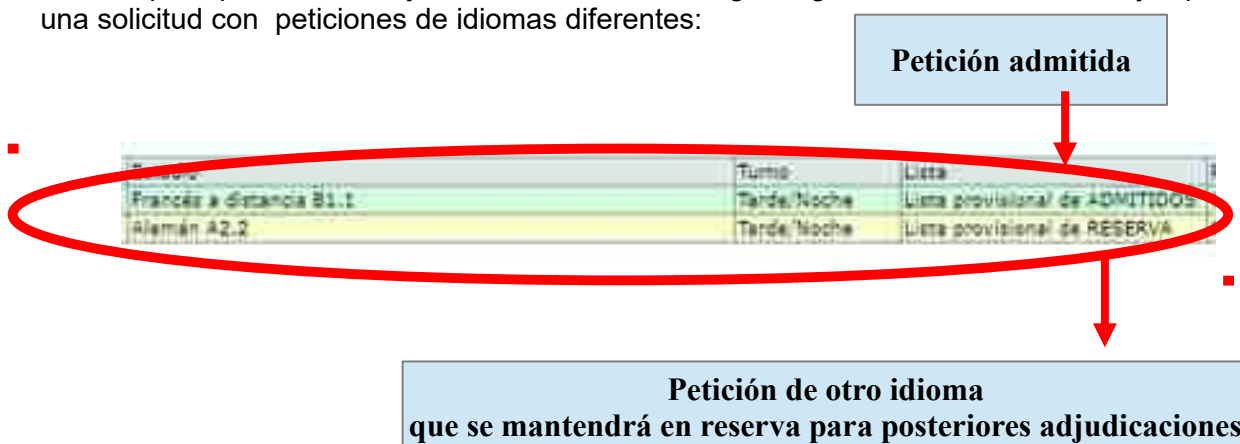 una solicitud con peticiones de idiomas diferentes:
Petición admitida
Turno Lista
Francés a distancia B1.1 Tarde/Noche Lista provisional de ADMITIDOS
Alemán A2.2 Tarde/Noche Lista provisional de RESERVA
Petición de otro idioma
que se mantendrá en reserva para posteriores adjudicaciones